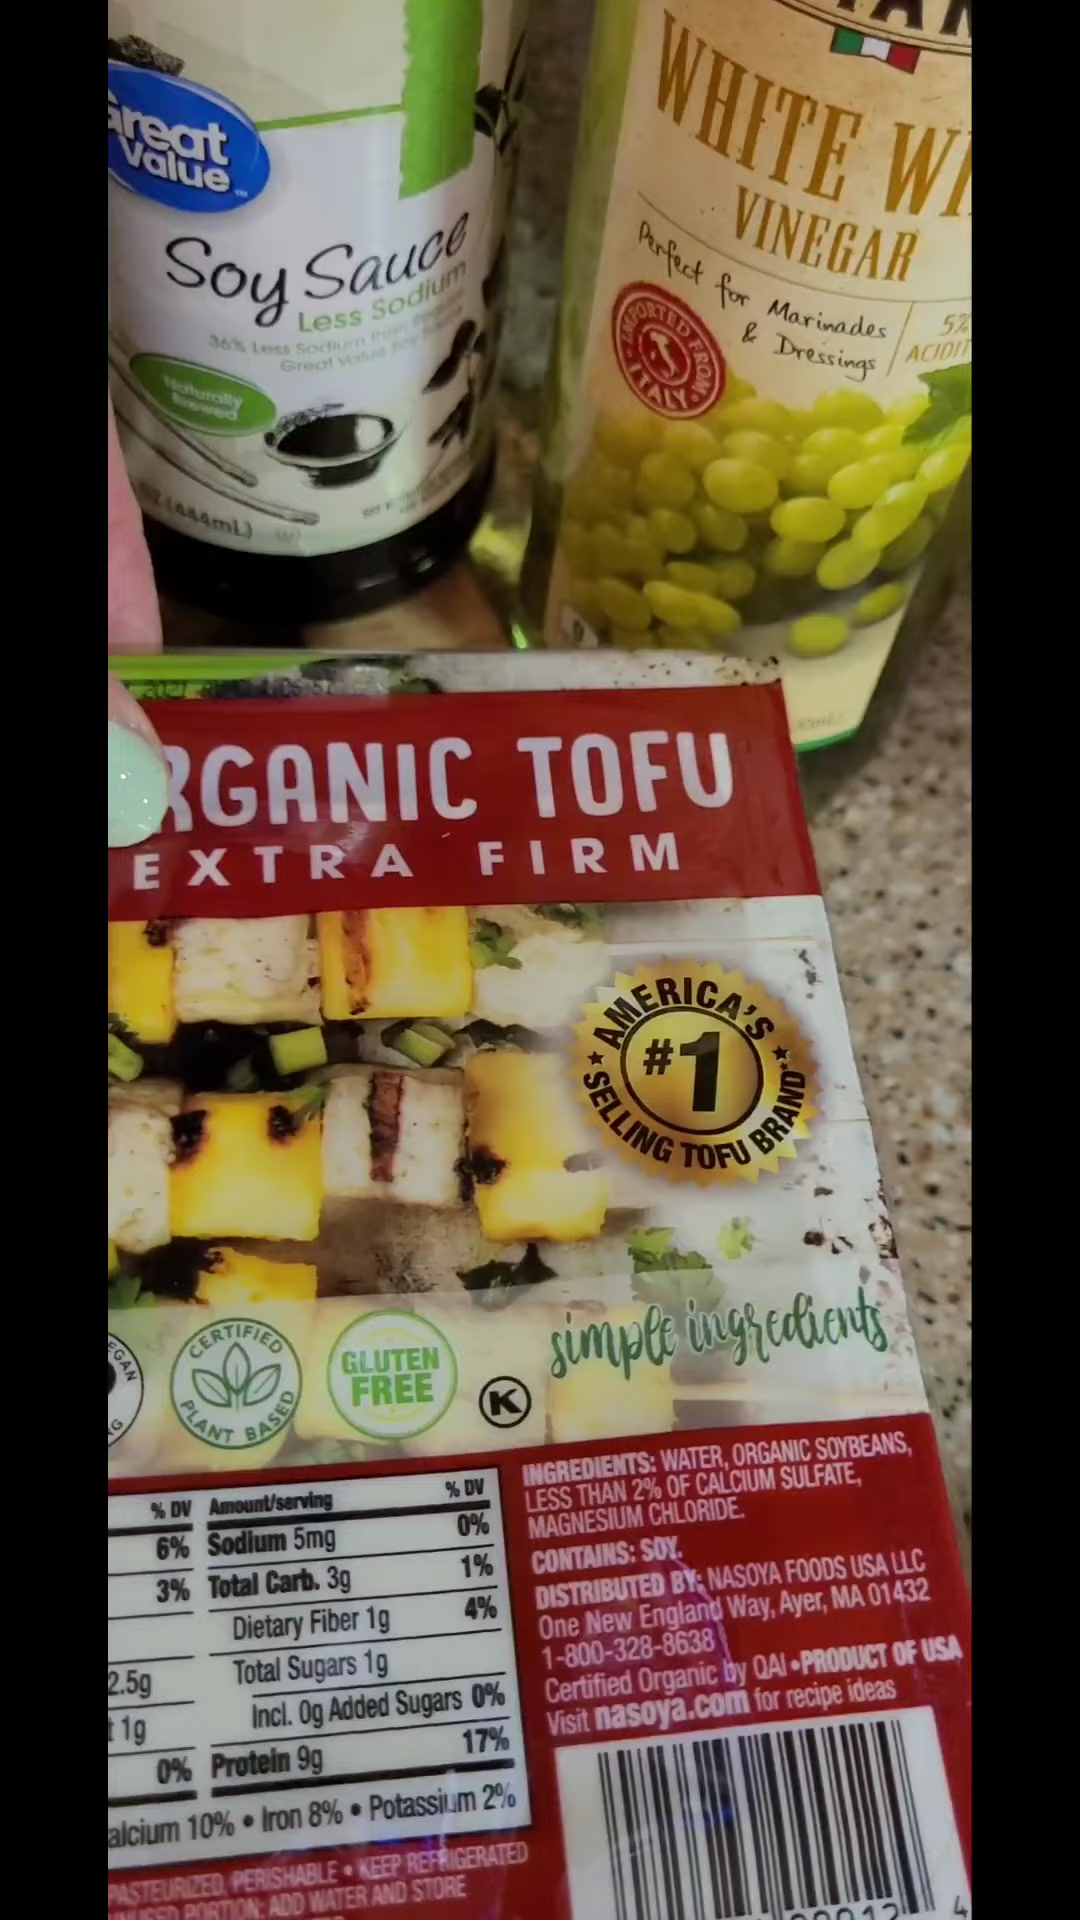 Great
Value
Soy Sauce
Less Sodium
36% Less Sodium than
Great Value Soy
Naturally
Brewed
(444mL)
WHITE
VINEGAR
Perfect for Marinades
& Dressings
5%
IMPORTED FROM
ITALY
TOFU
EXTRA FIRM
AMERICA'S
#1
SELLING TOFU BRAND
simple ingredients
CERTIFIED
PLANT BASED
GLUTEN
FREE
K
% DV Amount/serving % DV
6% Sodium 5mg 0%
3% Total Carb. 3g 1%
Dietary Fiber 1g 4%
2.5g Total Sugars 1g
1g Incl. 0g Added Sugars 0%
0% Protein 9g 17%
10% • Iron 8% • Potassium 2%
PASTEURIZED, PERISHABLE • KEEP REFRIGERATED
PORTION: ADD WATER AND STORE
INGREDIENTS: WATER, ORGANIC SOYBEANS,
LESS THAN 2% OF CALCIUM SULFATE,
MAGNESIUM CHLORIDE.
CONTAINS: SOY.
DISTRIBUTED BY: NASOYA FOODS USA LLC
One New England Way, Ayer, MA 01432
1-800-328-8638
Certified Organic by QAI • PRODUCT OF USA
Visit nasoya.com for recipe ideas
4